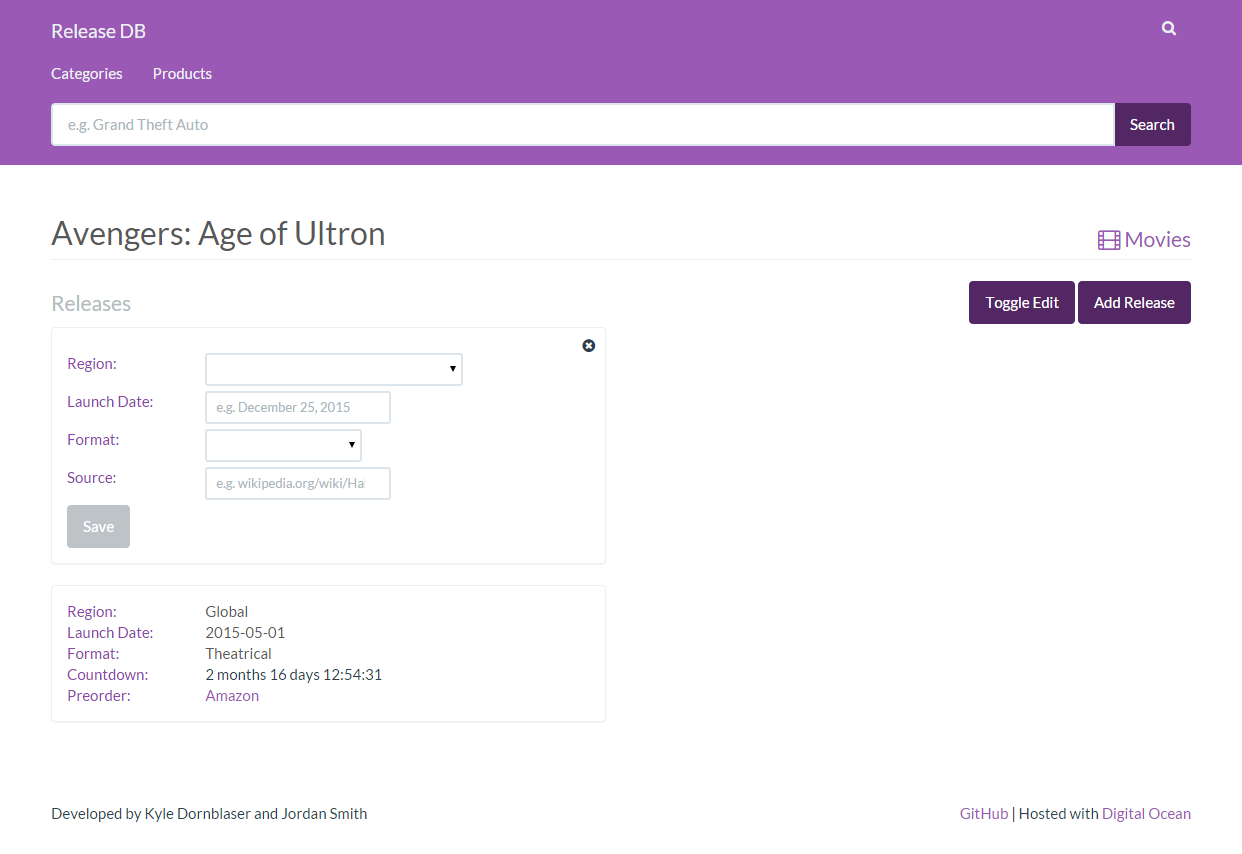 Release DB
Categories Products
e.g. Grand Theft Auto Search
Avengers: Age of Ultron Movies
Releases Toggle Edit Add Release
Region:
Launch Date: e.g. December 25, 2015
Format:
Source: e.g. wikipedia.org/wiki/Ha
Save
Region: Global
Launch Date: 2015-05-01
Format: Theatrical
Countdown: 2 months 16 days 12:54:31
Preorder: Amazon
Developed by Kyle Dornblaser and Jordan Smith GitHub | Hosted with Digital Ocean